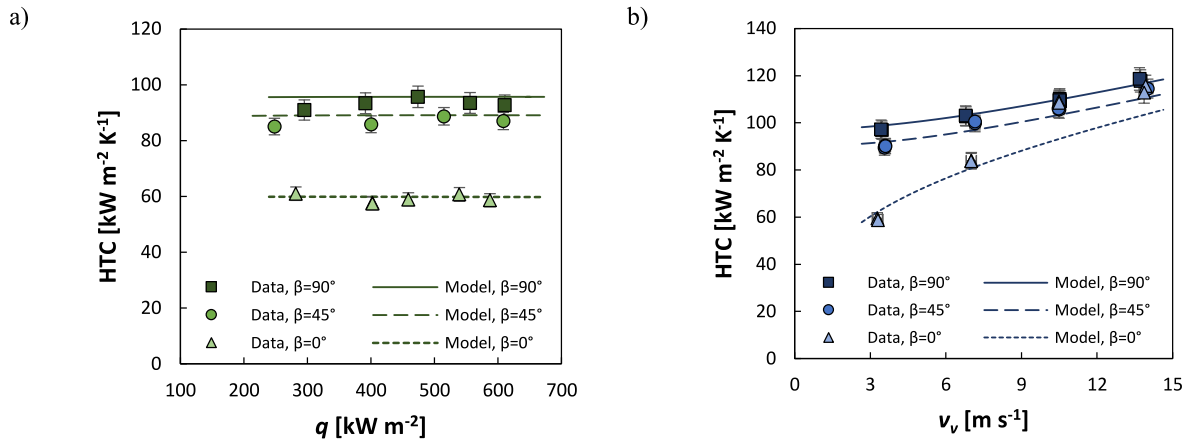 a)
HTC [kW m⁻² K⁻¹]
120
100
80
60
40
20
0
Data, β=90° Model, β=90°
Data, β=45° Model, β=45°
Data, β=0° Model, β=0°
100 200 300 400 500 600 700
q [kW m⁻²]
b)
HTC [kW m⁻² K⁻¹]
140
120
100
80
60
40
20
0
Data, β=90° Model, β=90°
Data, β=45° Model, β=45°
Data, β=0° Model, β=0°
0 3 6 9 12 15
vᵥ [m s⁻¹]